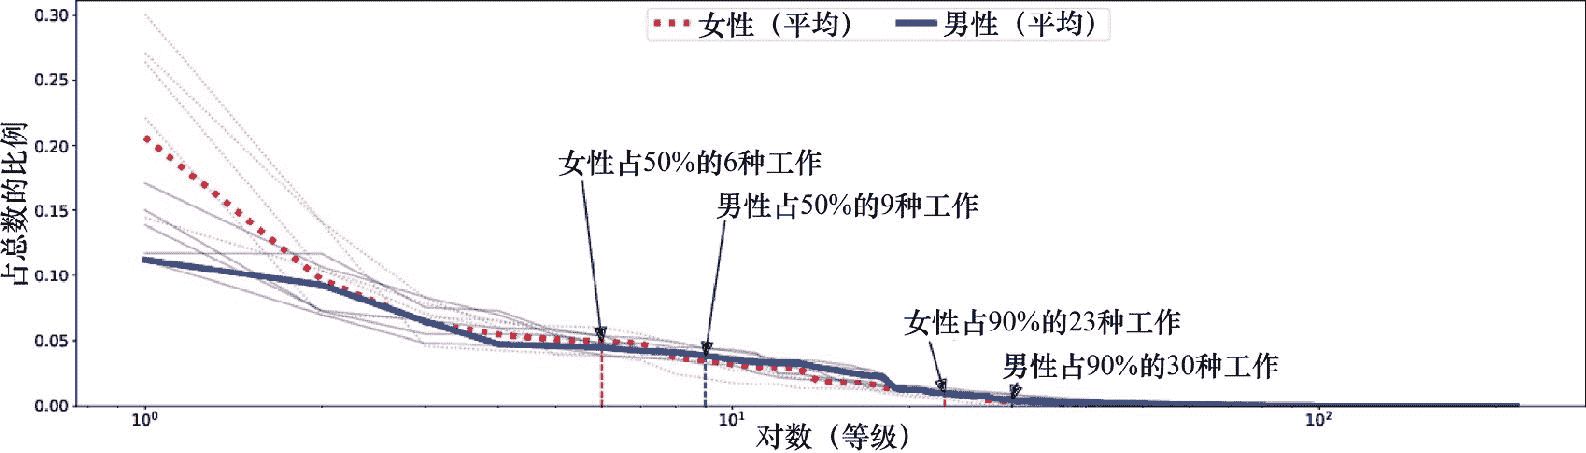 女性（平均） 男性（平均）
0.30
0.25
0.20
0.15
0.10
0.05
0.00
占总数的比例
女性占50%的6种工作
男性占50%的9种工作
女性占90%的23种工作
男性占90%的30种工作
10⁰ 10¹ 10²
对数（等级）